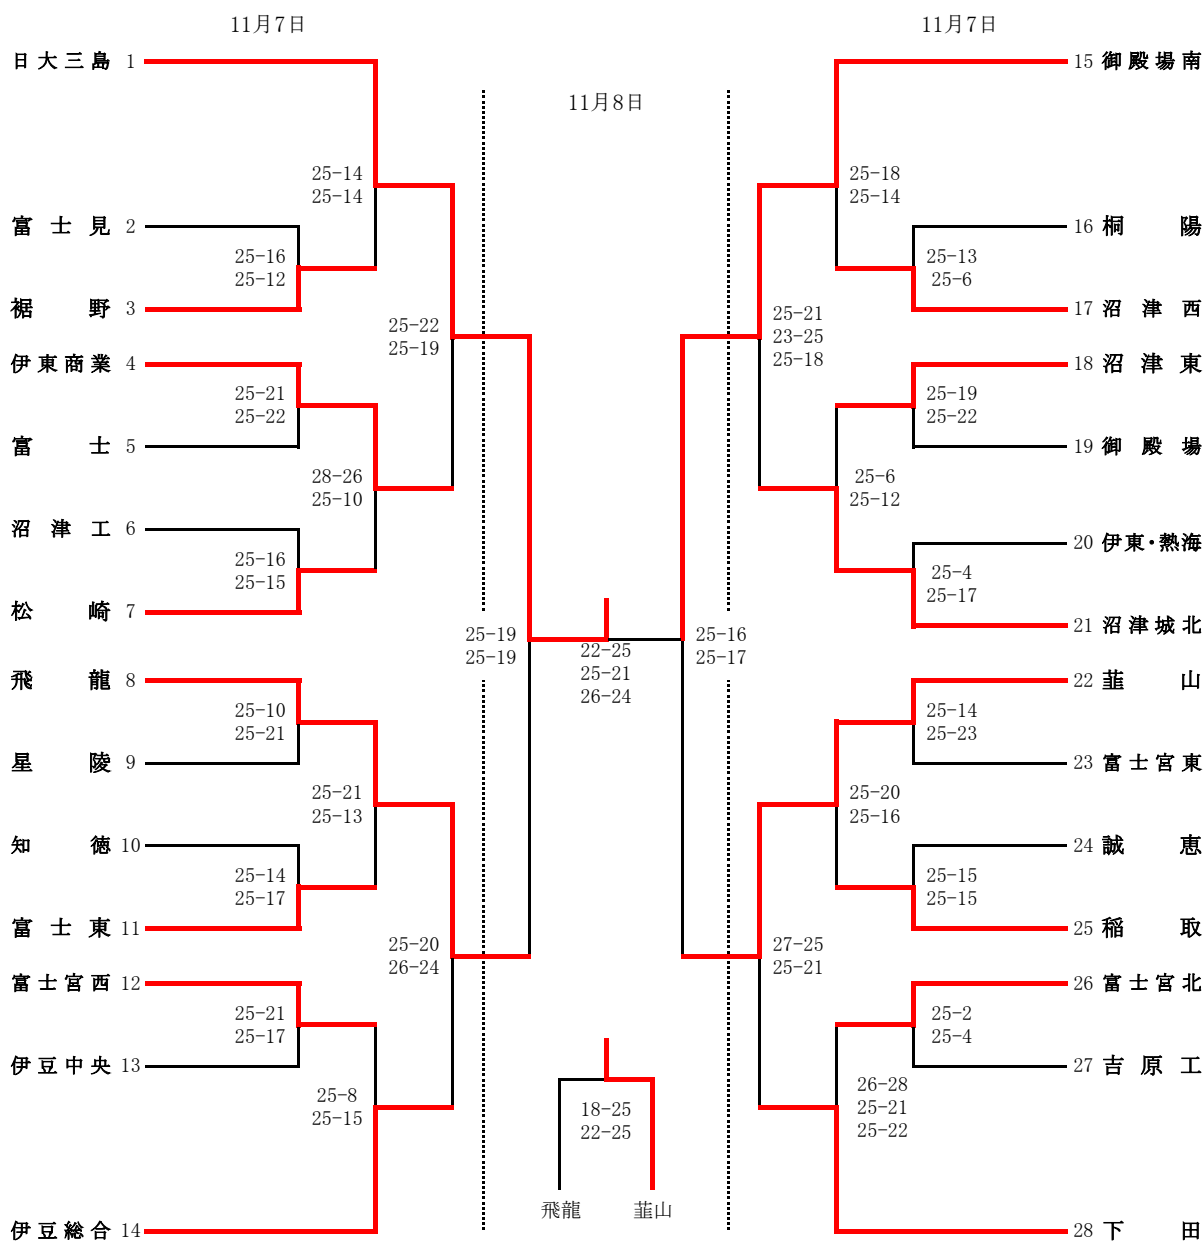 11月7日
11月7日
11月8日
日大三島 1
富士見 2
裾野 3
伊東商業 4
富士 5
沼津工 6
松崎 7
飛龍 8
星陵 9
知徳 10
富士東 11
富士宮西 12
伊豆中央 13
伊豆総合 14
25-14
25-14
25-16
25-12
25-22
25-19
25-21
25-22
28-26
25-10
25-16
25-15
25-19
25-19
25-10
25-21
25-21
25-13
25-14
25-17
25-20
26-24
25-21
25-17
25-8
25-15
22-25
25-21
26-24
18-25
22-25
飛龍
韮山
25-18
25-14
25-13
25-6
25-21
23-25
25-18
25-19
25-22
25-6
25-12
25-4
25-17
25-16
25-17
25-14
25-23
25-20
25-16
25-15
25-15
27-25
25-21
25-2
25-4
26-28
25-21
25-22
15 御殿場南
16 桐陽
17 沼津西
18 沼津東
19 御殿場
20 伊東・熱海
21 沼津城北
22 韮山
23 富士宮東
24 誠恵
25 稲取
26 富士宮北
27 吉原工
28 下田